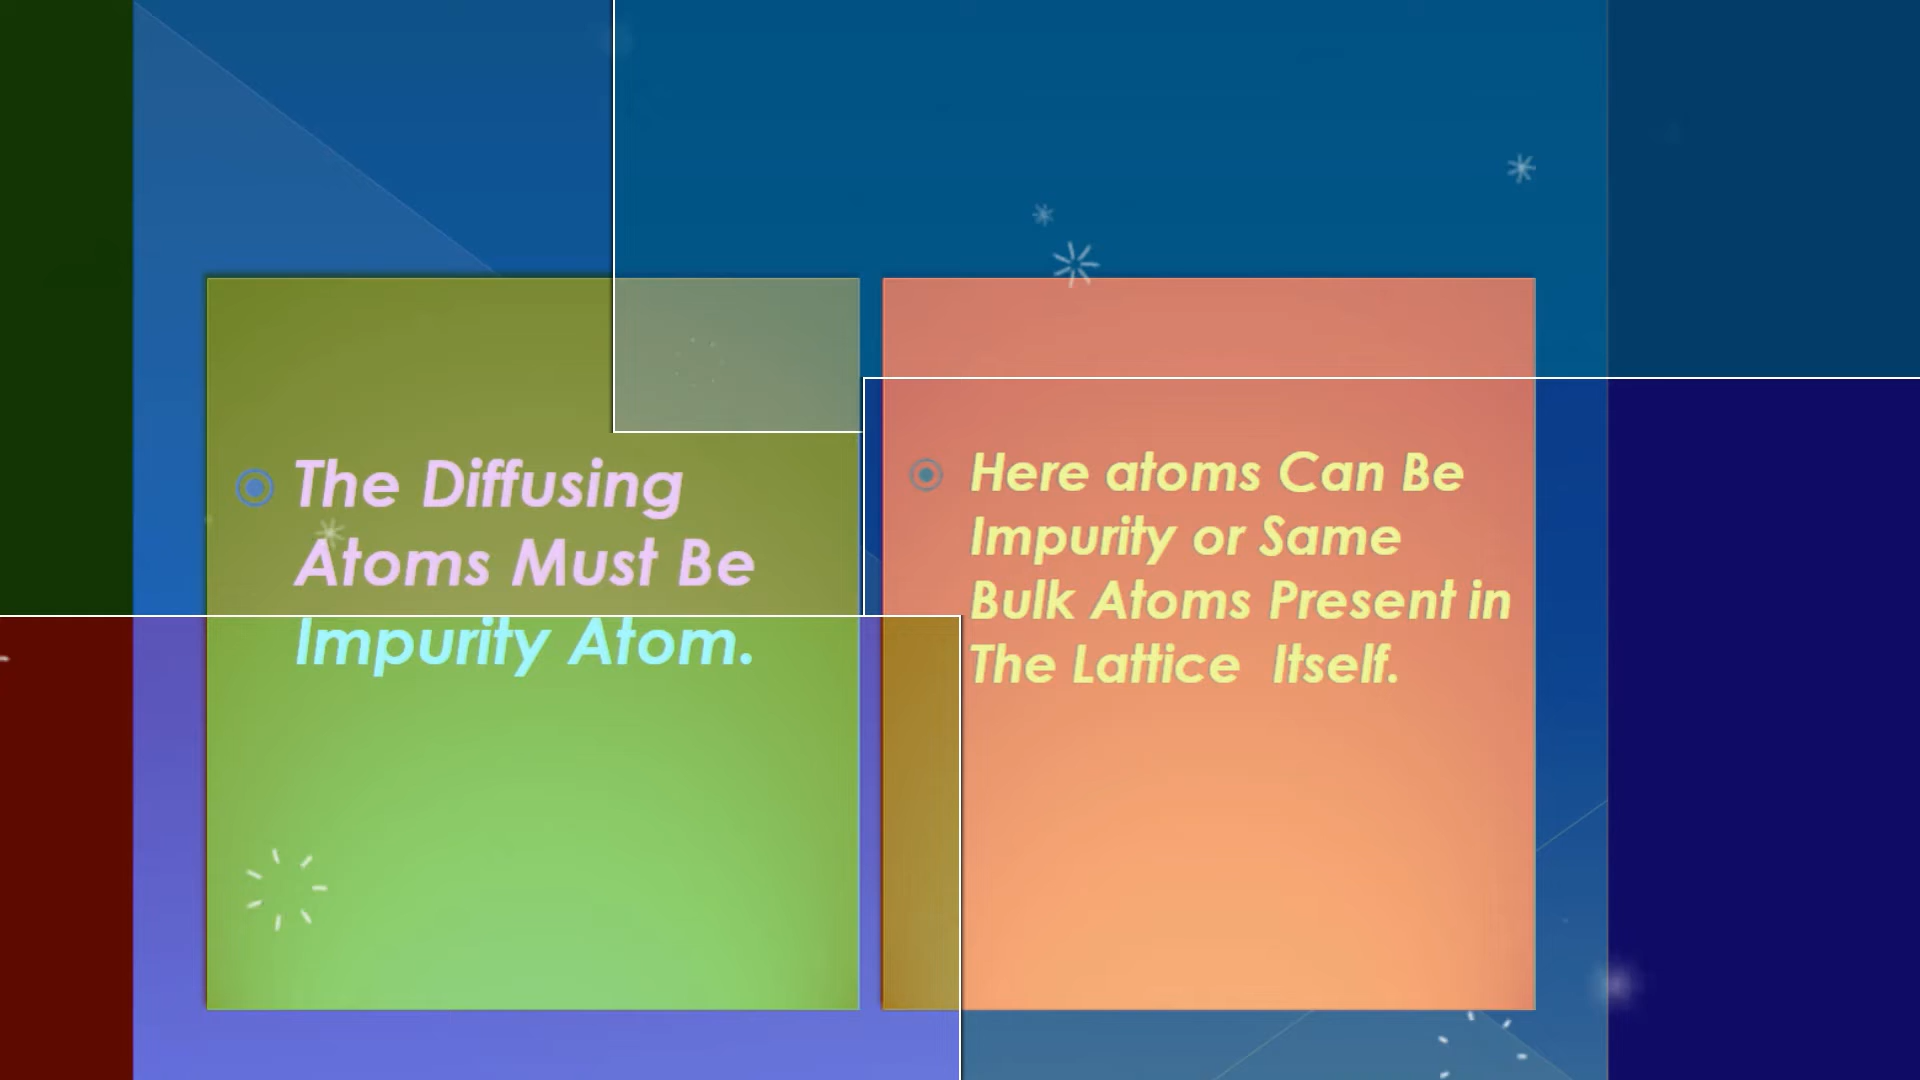 The Diffusing
Atoms Must Be
Impurity Atom.
Here atoms Can Be
Impurity or Same
Bulk Atoms Present in
The Lattice Itself.